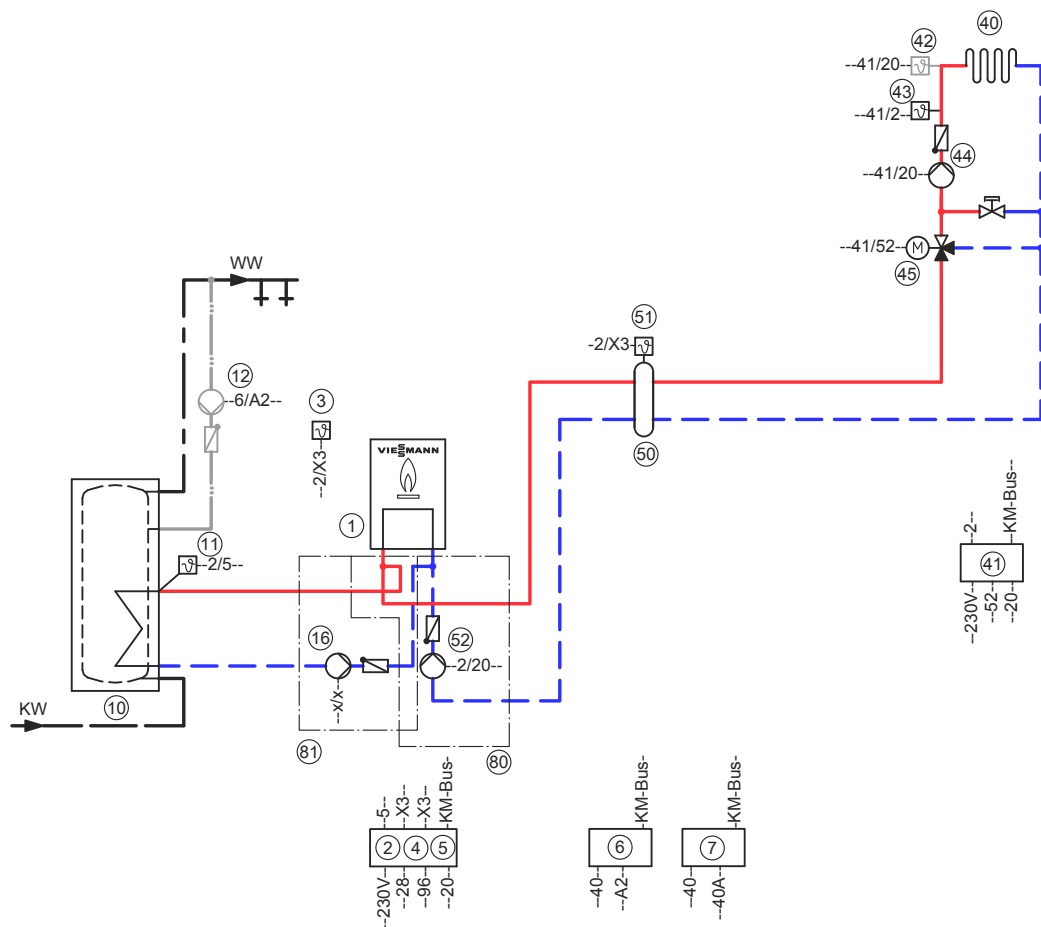 40
42
--41/20--
43
--41/2--
44
--41/20--
--41/52--
M
45
WW
51
-2/X3-
12
--6/A2--
3
--2/X3--
VIESSMANN
50
1
11
--2/5--
--2--
KM-Bus--
41
--230V--
--52--
--20--
16
52
--2/20--
--x/x--
10
KW
81
80
--5--
--X3--
--X3--
KM-Bus-
2
4
5
--230V--
--28--
--96--
--20--
-KM-Bus-
6
--40--
--A2--
-KM-Bus-
7
--40--
--40A--